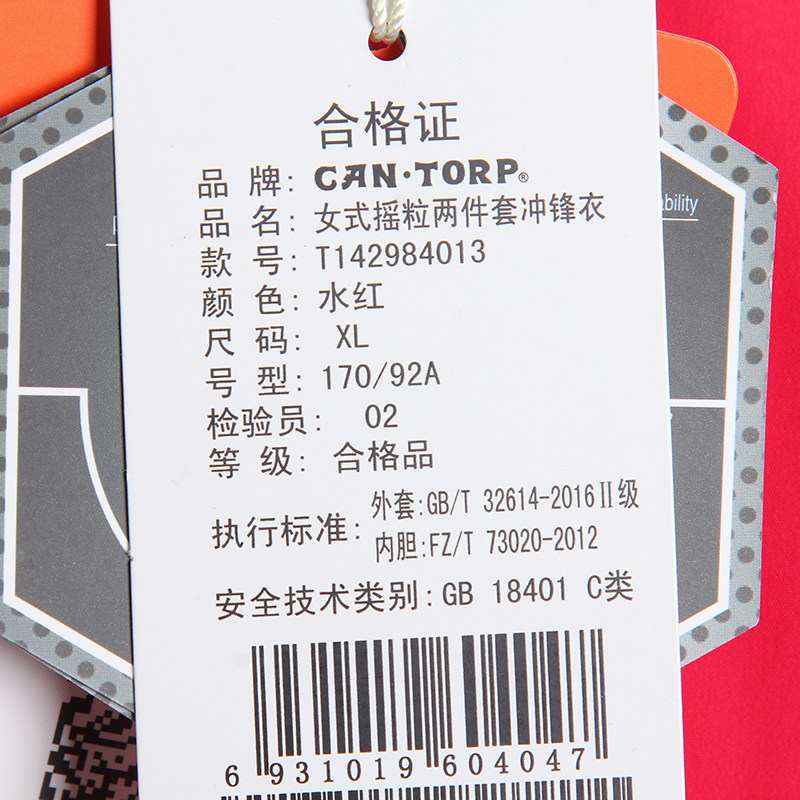 合格证
品 牌: CAN·TORP®
品 名: 女式摇粒两件套冲锋衣
款 号: T142984013
颜 色: 水红
尺 码: XL
号 型: 170/92A
检验员: 02
等 级: 合格品
执行标准: 外套:GB/T 32614-2016Ⅱ级
内胆:FZ/T 73020-2012
安全技术类别: GB 18401 C类
6 931019 604047